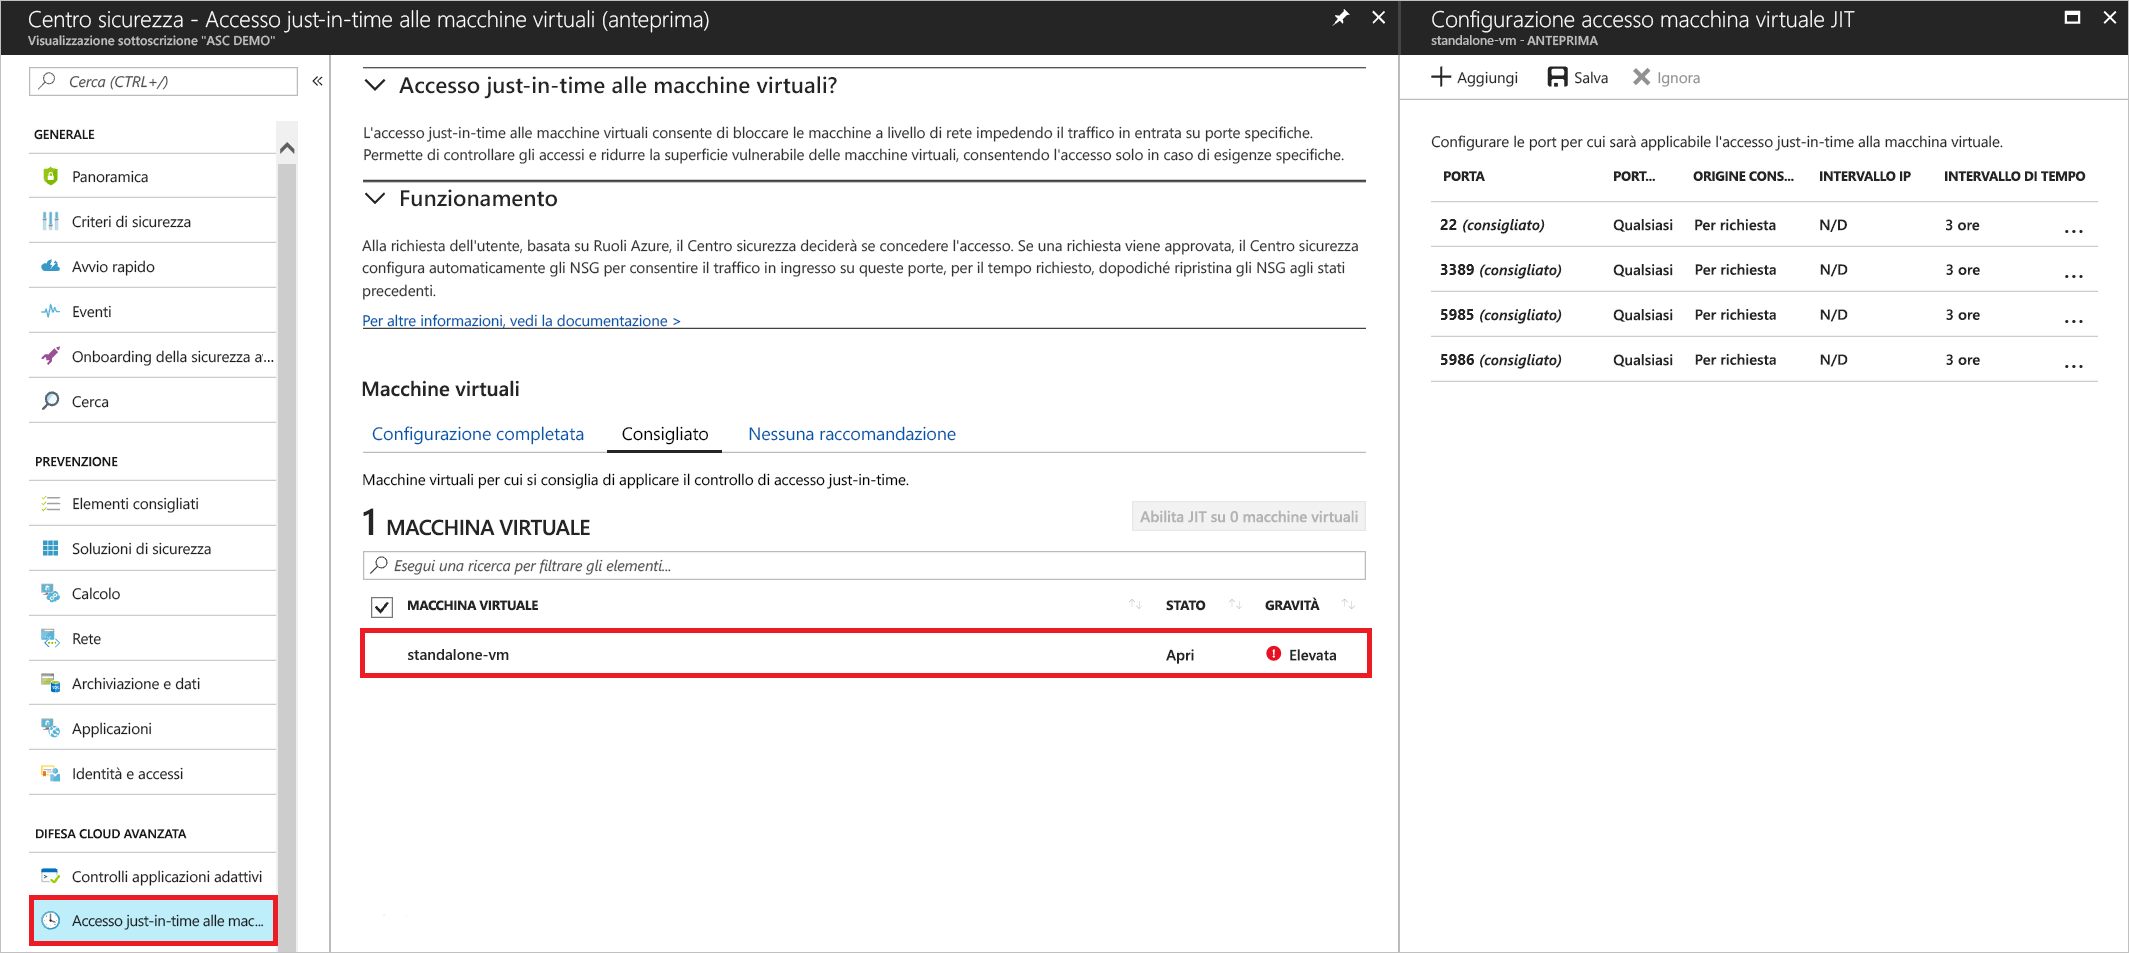 Centro sicurezza - Accesso just-in-time alle macchine virtuali (anteprima)
Visualizzazione sottoscrizione "ASC DEMO"
Cerca (CTRL+/)
«
GENERALE
Panoramica
Criteri di sicurezza
Avvio rapido
Eventi
Onboarding della sicurezza a'...
Cerca
PREVENZIONE
Elementi consigliati
Soluzioni di sicurezza
Calcolo
Rete
Archiviazione e dati
Applicazioni
Identità e accessi
DIFESA CLOUD AVANZATA
Controlli applicazioni adattivi
Accesso just-in-time alle mac...
Accesso just-in-time alle macchine virtuali?
L'accesso just-in-time alle macchine virtuali consente di bloccare le macchine a livello di rete impedendo il traffico in entrata su porte specifiche.
Permette di controllare gli accessi e ridurre la superficie vulnerabile delle macchine virtuali, consentendo l'accesso solo in caso di esigenze specifiche.
Funzionamento
Alla richiesta dell'utente, basata su Ruoli Azure, il Centro sicurezza deciderà se concedere l'accesso. Se una richiesta viene approvata, il Centro sicurezza
configura automaticamente gli NSG per consentire il traffico in ingresso su queste porte, per il tempo richiesto, dopodiché ripristina gli NSG agli stati
precedenti.
Per altre informazioni, vedi la documentazione >
Macchine virtuali
Configurazione completata Consigliato Nessuna raccomandazione
Macchine virtuali per cui si consiglia di applicare il controllo di accesso just-in-time.
1 MACCHINA VIRTUALE
Abilita JIT su 0 macchine virtuali
Esegui una ricerca per filtrare gli elementi...
MACCHINA VIRTUALE STATO GRAVITÀ
standalone-vm Apri Elevata
Configurazione accesso macchina virtuale JIT
standalone-vm - ANTEPRIMA
Aggiungi Salva Ignora
Configurare le port per cui sarà applicabile l'accesso just-in-time alla macchina virtuale.
PORTA PORT... ORIGINE CONS... INTERVALLO IP INTERVALLO DI TEMPO
22 (consigliato) Qualsiasi Per richiesta N/D 3 ore ...
3389 (consigliato) Qualsiasi Per richiesta N/D 3 ore ...
5985 (consigliato) Qualsiasi Per richiesta N/D 3 ore ...
5986 (consigliato) Qualsiasi Per richiesta N/D 3 ore ...